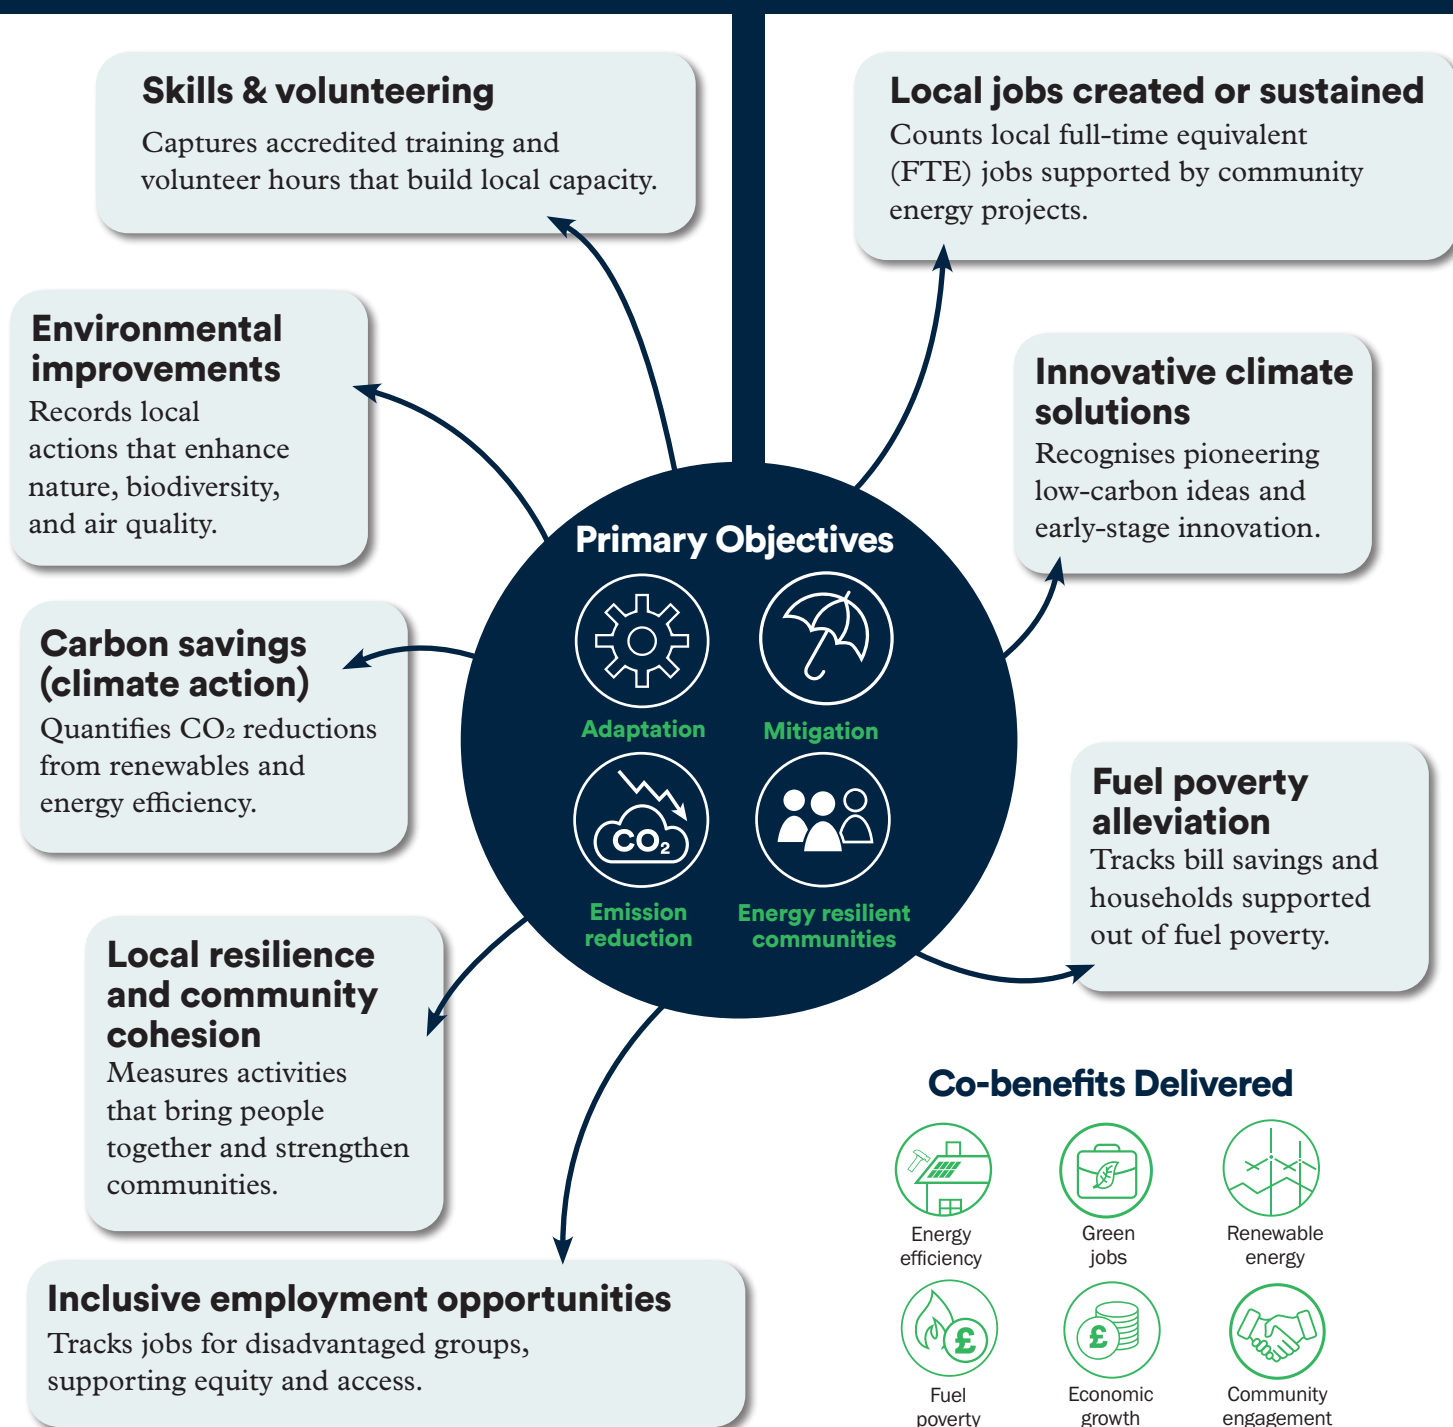 Skills & volunteering
Captures accredited training and
volunteer hours that build local capacity.
Local jobs created or sustained
Counts local full-time equivalent
(FTE) jobs supported by community
energy projects.
Environmental
improvements
Records local
actions that enhance
nature, biodiversity,
and air quality.
Innovative climate
solutions
Recognises pioneering
low-carbon ideas and
early-stage innovation.
Primary Objectives
Adaptation
Mitigation
CO₂
Emission
reduction
Energy resilient
communities
Carbon savings
(climate action)
Quantifies CO₂ reductions
from renewables and
energy efficiency.
Fuel poverty
alleviation
Tracks bill savings and
households supported
out of fuel poverty.
Local resilience
and community
cohesion
Measures activities
that bring people
together and strengthen
communities.
Inclusive employment opportunities
Tracks jobs for disadvantaged groups,
supporting equity and access.
Co-benefits Delivered
Energy
efficiency
Green
jobs
Renewable
energy
£
Fuel
poverty
£
Economic
growth
Community
engagement